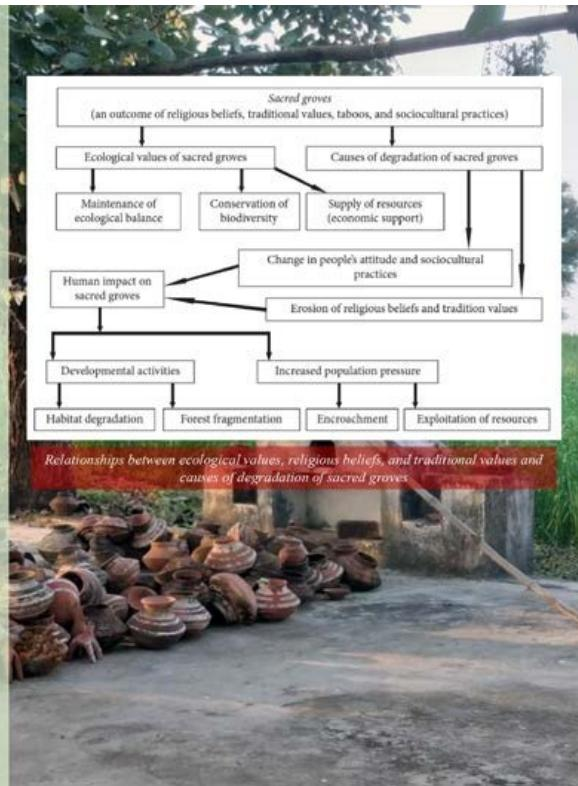 Sacred groves
(an outcome of religious beliefs, traditional values, taboos, and sociocultural practices)
Ecological values of sacred groves
Causes of degradation of sacred groves
Maintenance of
ecological balance
Conservation of
biodiversity
Supply of resources
(economic support)
Change in people's attitude and sociocultural
practices
Human impact on
sacred groves
Erosion of religious beliefs and tradition values
Developmental activities
Increased population pressure
Habitat degradation
Forest fragmentation
Encroachment
Exploitation of resources
Relationships between ecological values, religious beliefs, and traditional values and
causes of degradation of sacred groves